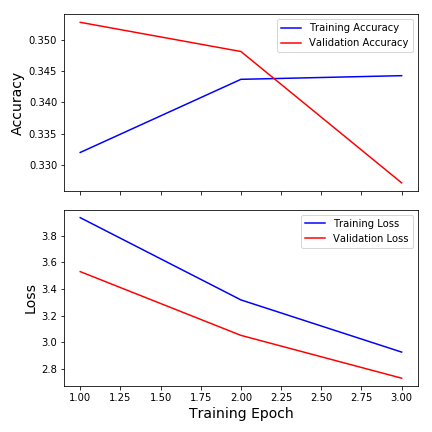 Training Accuracy
Validation Accuracy
0.350
0.345
0.340
0.335
0.330
Accuracy
Training Loss
Validation Loss
3.8
3.6
3.4
3.2
3.0
2.8
Loss
1.00 1.25 1.50 1.75 2.00 2.25 2.50 2.75 3.00
Training Epoch